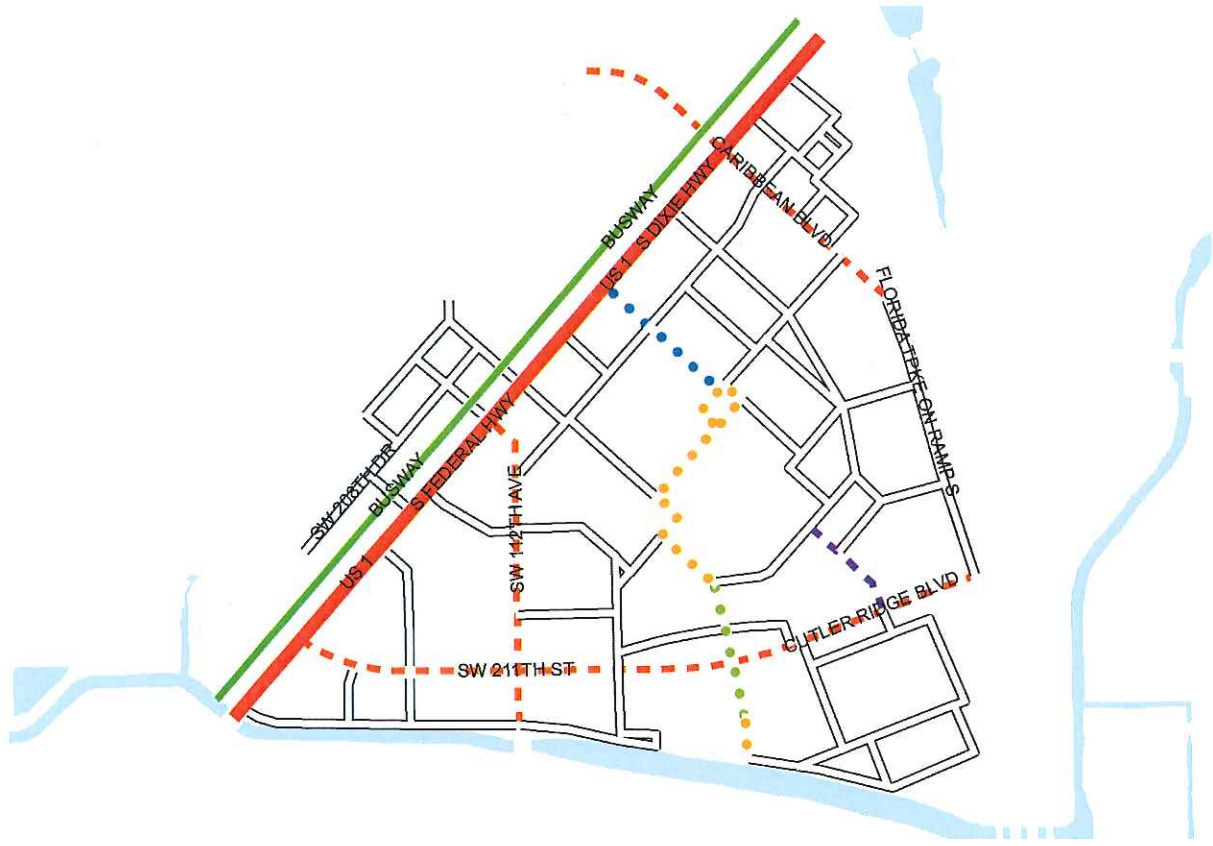 CARIBBEAN BLVD
BUSWAY
US 1 S DIXIE HWY
FLORIDA TPKE ON RAMP S
SW 208TH DR
BUSWAY
S FEDERAL HWY
SW 112TH AVE
US 1
CUTLER RIDGE BLVD
SW 211TH ST